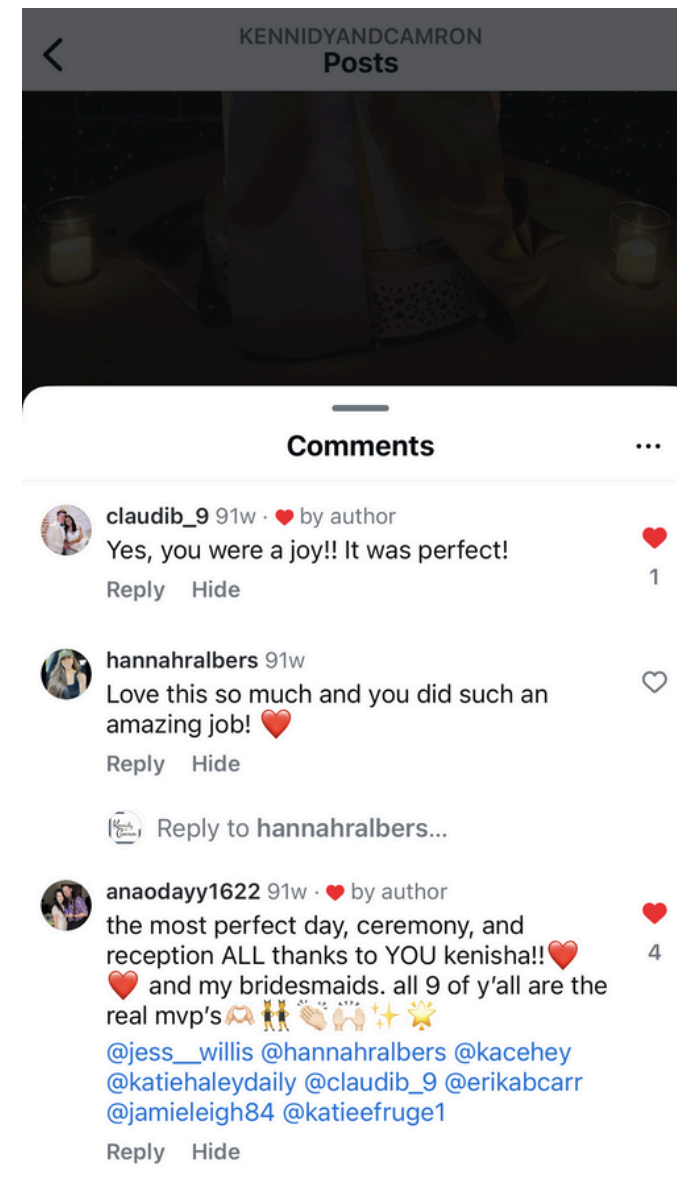 KENNIDYANDCAMRON
Posts
Comments
claudib_9 91w · ❤️ by author
Yes, you were a joy!! It was perfect!
1
Reply Hide
hannahralbers 91w
Love this so much and you did such an
amazing job! ❤️
Reply Hide
Reply to hannahralbers...
anaodayy1622 91w · ❤️ by author
the most perfect day, ceremony, and
reception ALL thanks to YOU kenisha!!❤️
4
❤️ and my bridesmaids. all 9 of y'all are the
real mvp's🫶🏻👯‍♀️👏🏻🙌🏻✨🌟
@jess__willis @hannahralbers @kacehey
@katiehaleydaily @claudib_9 @erikabcarr
@jamieleigh84 @katieefruge1
Reply Hide